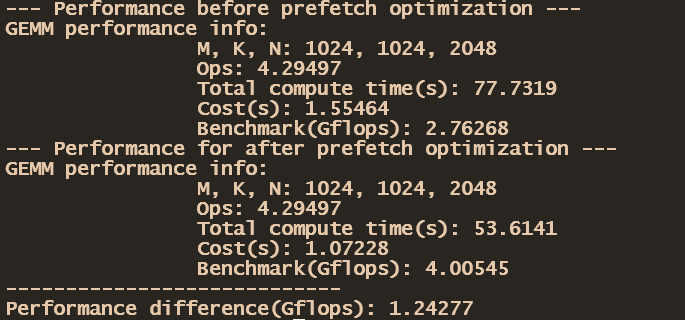 --- Performance before prefetch optimization ---
GEMM performance info:
M, K, N: 1024, 1024, 2048
Ops: 4.29497
Total compute time(s): 77.7319
Cost(s): 1.55464
Benchmark(Gflops): 2.76268
--- Performance for after prefetch optimization ---
GEMM performance info:
M, K, N: 1024, 1024, 2048
Ops: 4.29497
Total compute time(s): 53.6141
Cost(s): 1.07228
Benchmark(Gflops): 4.00545
----------------------------
Performance difference(Gflops): 1.24277